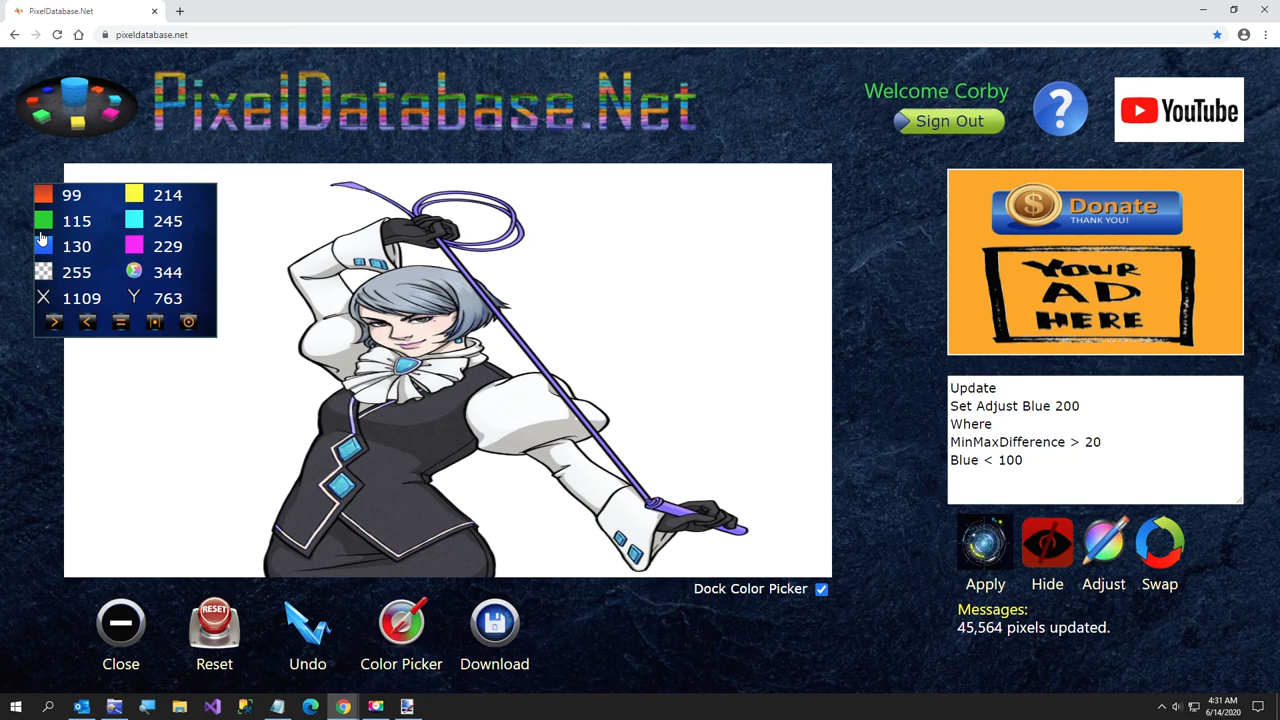 PixelDatabase.Net
pixeldatabase.net
PixelDatabase.Net
Welcome Corby
Sign Out
?
YouTube
99 214
115 245
130 229
255 344
X 1109 Y 763
Donate
THANK YOU!
YOUR
AD
HERE
Update
Set Adjust Blue 200
Where
MinMaxDifference > 20
Blue < 100
Apply Hide Adjust Swap
Dock Color Picker
Messages:
45,564 pixels updated.
RESET
Close Reset Undo Color Picker Download
4:31 AM
6/14/2020